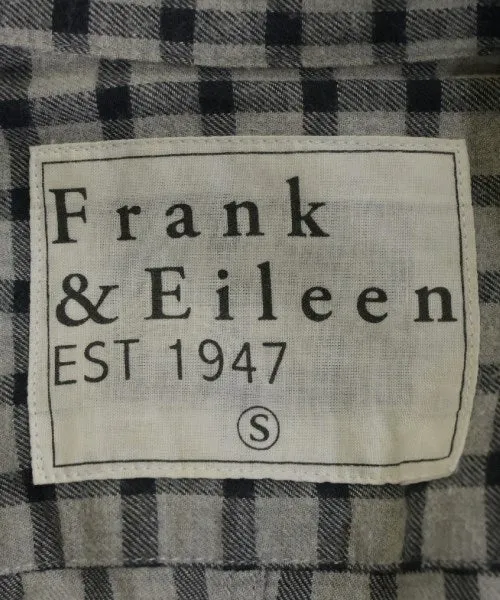 Frank
& Eileen
EST 1947
S